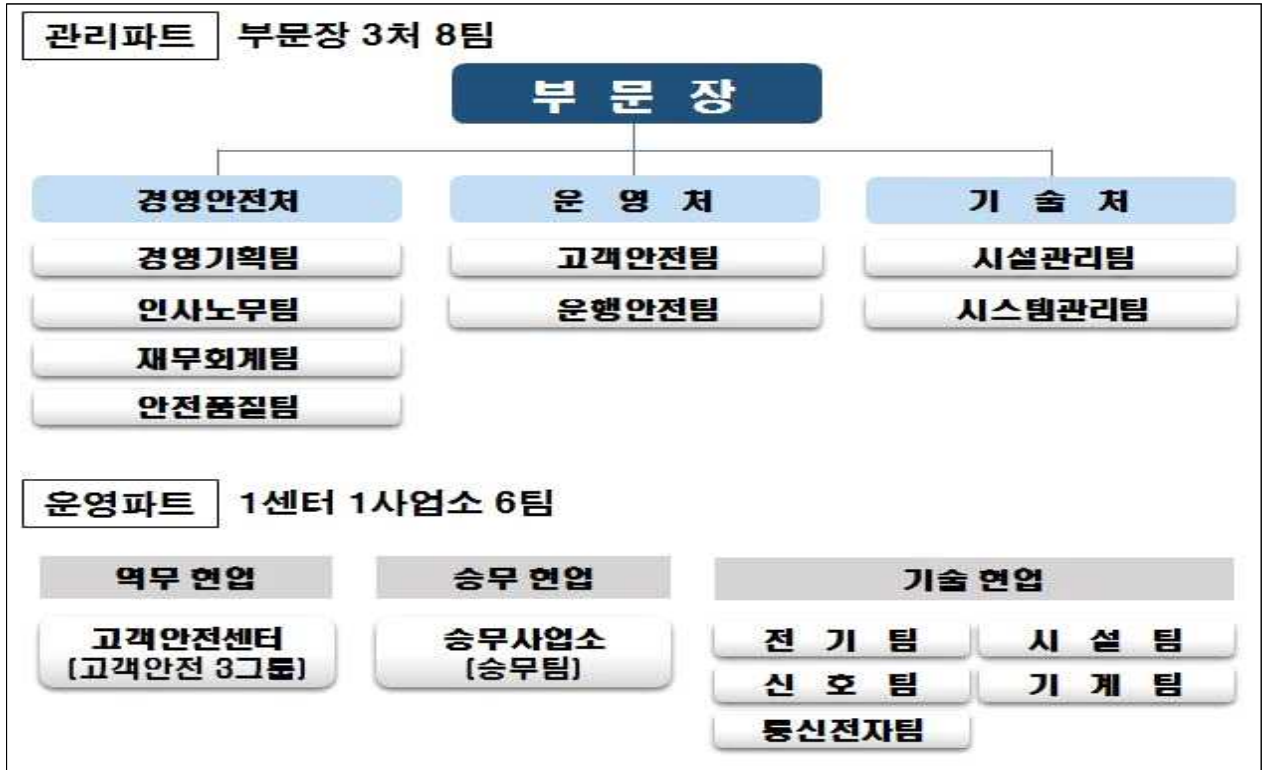 관리파트 부문장 3처 8팀
부 문 장
경영안전처 운 영 처 기 술 처
경영기획팀 고객안전팀 시설관리팀
인사노무팀 운행안전팀 시스템관리팀
재무회계팀
안전품질팀
운영파트 1센터 1사업소 6팀
역무 현업 승무 현업 기술 현업
고객안전센터 승무사업소 전 기 팀 시 설 팀
(고객안전 3그룹) (승무팀) 신 호 팀 기 계 팀
통신전자팀